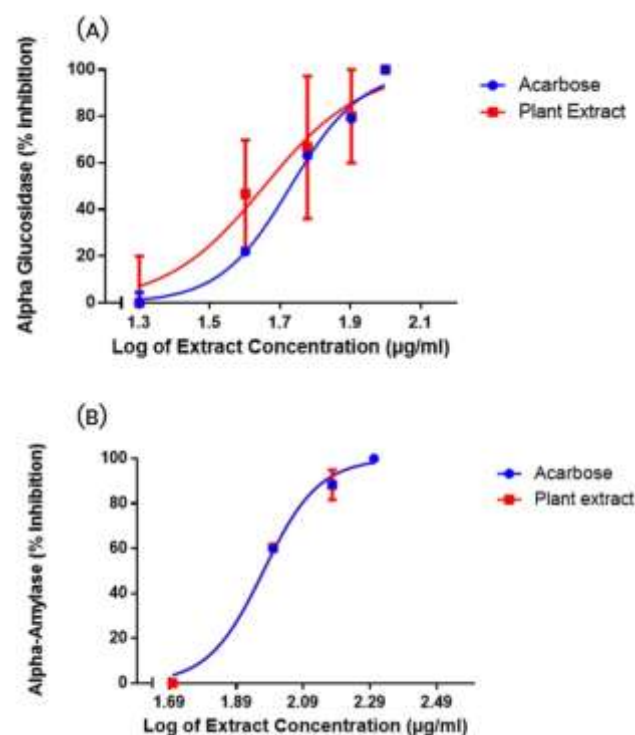 (A)
Alpha Glucosidase (% Inhibition)
100
80
60
40
20
0
1.3 1.5 1.7 1.9 2.1
Log of Extract Concentration (µg/ml)
Acarbose
Plant Extract
(B)
Alpha-Amylase (% Inhibition)
100
80
60
40
20
0
1.69 1.89 2.09 2.29 2.49
Log of Extract Concentration (µg/ml)
Acarbose
Plant extract